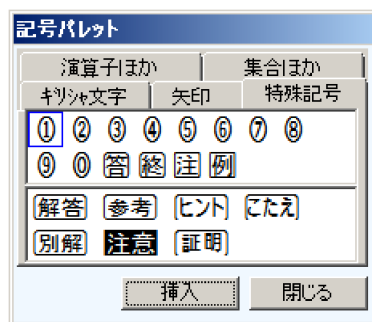 記号パレット
演算子ほか 集合ほか
ギリシャ文字 矢印 特殊記号
① ② ③ ④ ⑤ ⑥ ⑦ ⑧
⑨ ⓪ 答 終 注 例
解答 参考 ヒント こたえ
別解 注意 証明
挿入 閉じる